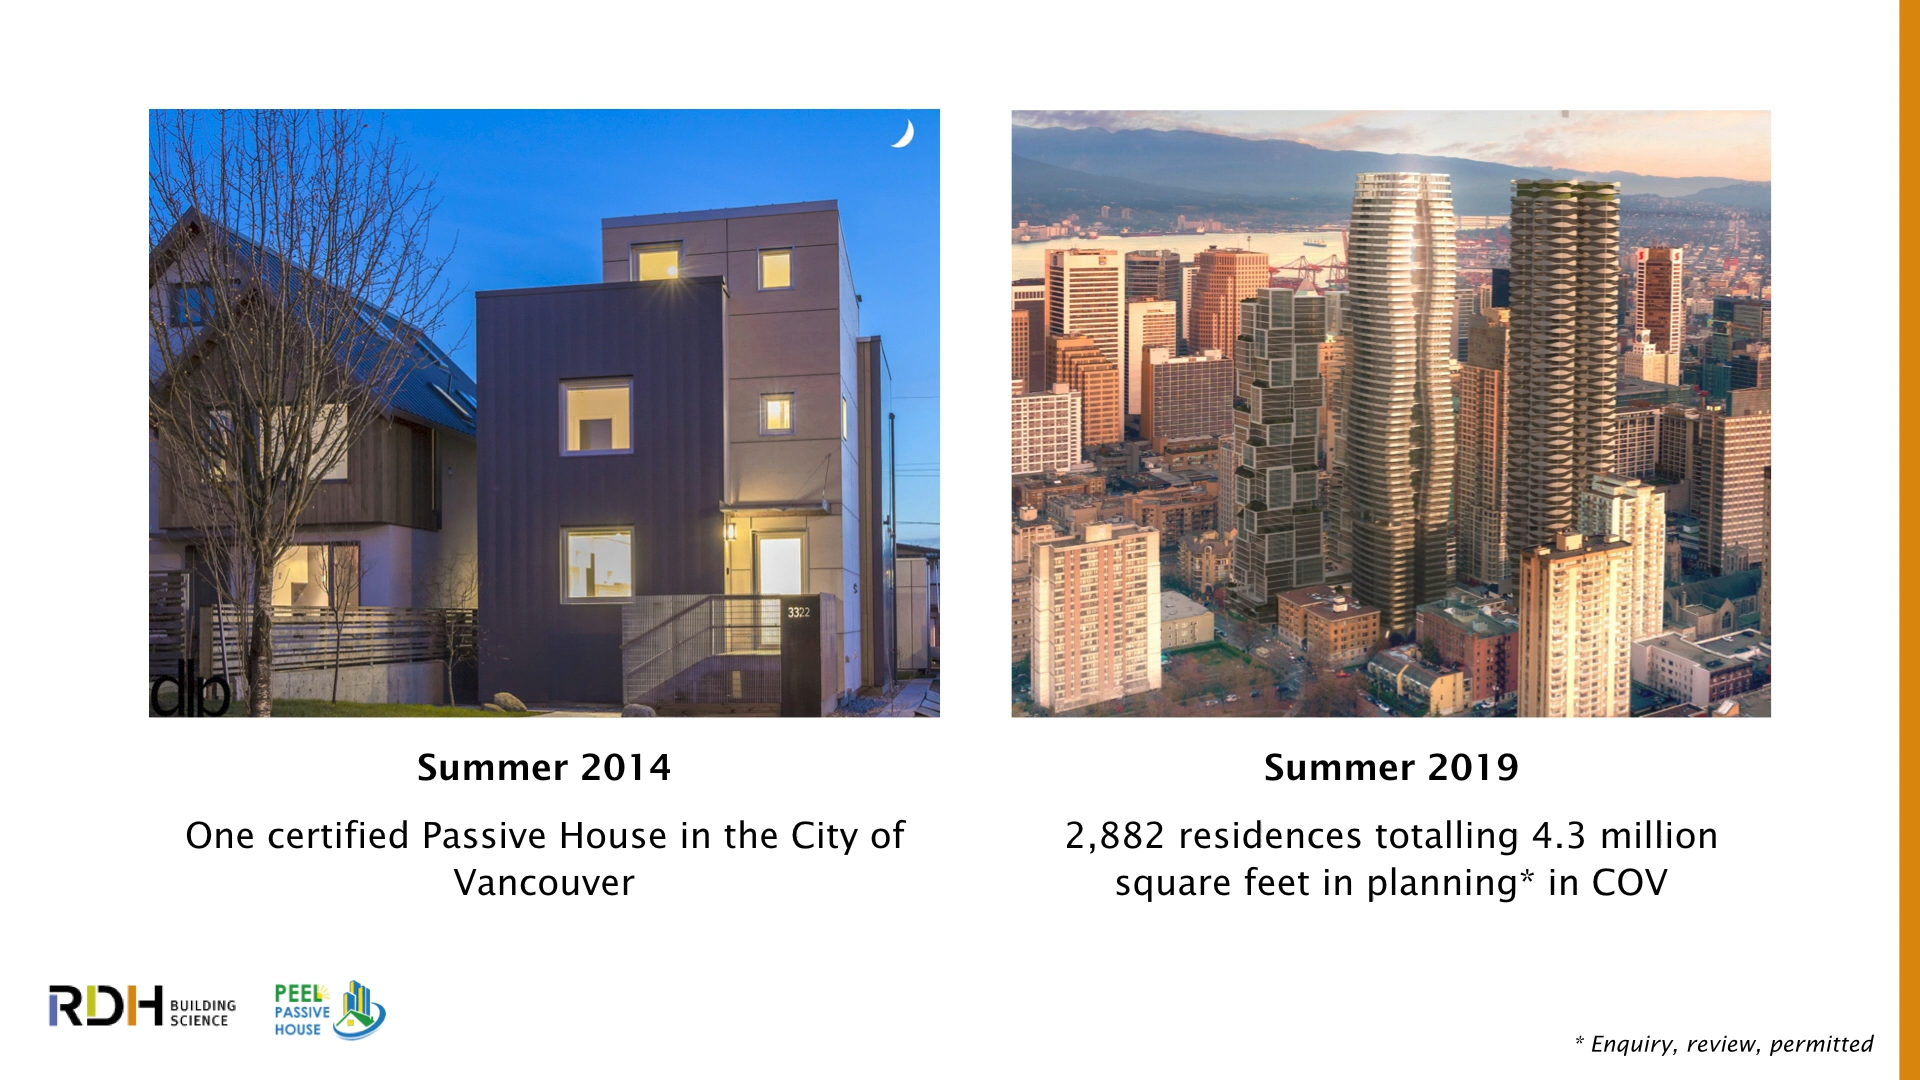 dlp
3322
Summer 2014
One certified Passive House in the City of
Vancouver
Summer 2019
2,882 residences totalling 4.3 million
square feet in planning* in COV
RDH BUILDING
SCIENCE
PEEL
PASSIVE
HOUSE
* Enquiry, review, permitted